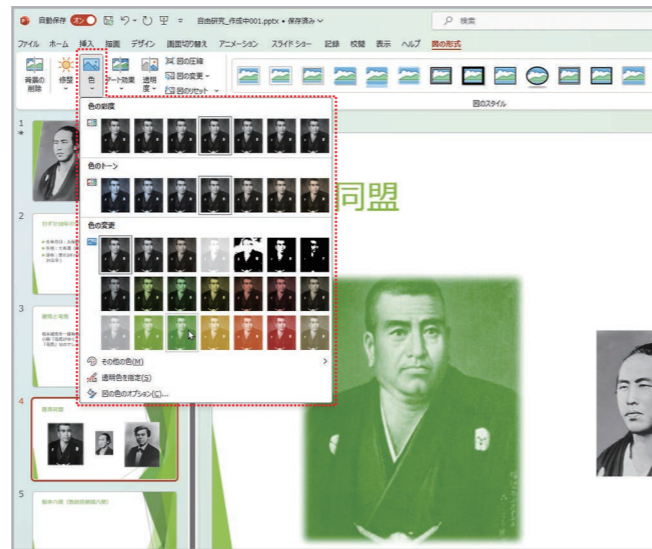 自動保存 オン 自由研究_作成中001.pptx • 保存済み 検索
ファイル ホーム 挿入 描画 デザイン 画面切り替え アニメーション スライド ショー 記録 校閲 表示 ヘルプ 図の形式
背景の削除 修整 色 アート効果 透明度
図の圧縮
図の変更
図のリセット
図のスタイル
色の彩度
色のトーン
色の変更
その他の色(M)
透明色を指定(S)
図の色のオプション(C)...
1
2
3
4
5
同盟